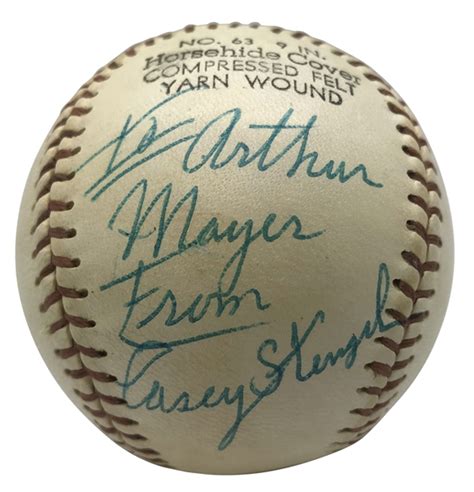 NO. 63 9 IN.
Horsehide Cover
COMPRESSED FELT
YARN WOUND
To Arthur
Mayer
From
Casey Stengel